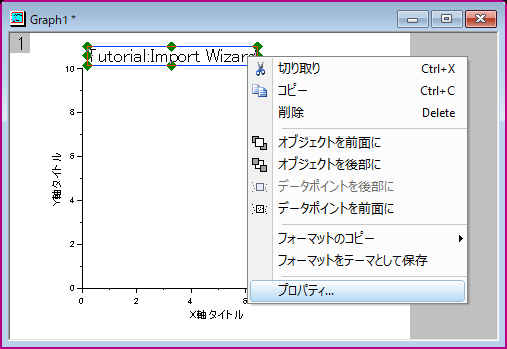 Graph1 *
1
Tutorial:Import Wizard
切り取り Ctrl+X
コピー Ctrl+C
削除 Delete
オブジェクトを前面に
オブジェクトを後部に
データポイントを後部に
データポイントを前面に
フォーマットのコピー
フォーマットをテーマとして保存
プロパティ...
10
8
6
4
2
0
Y軸タイトル
0 2 4 6
X軸タイトル